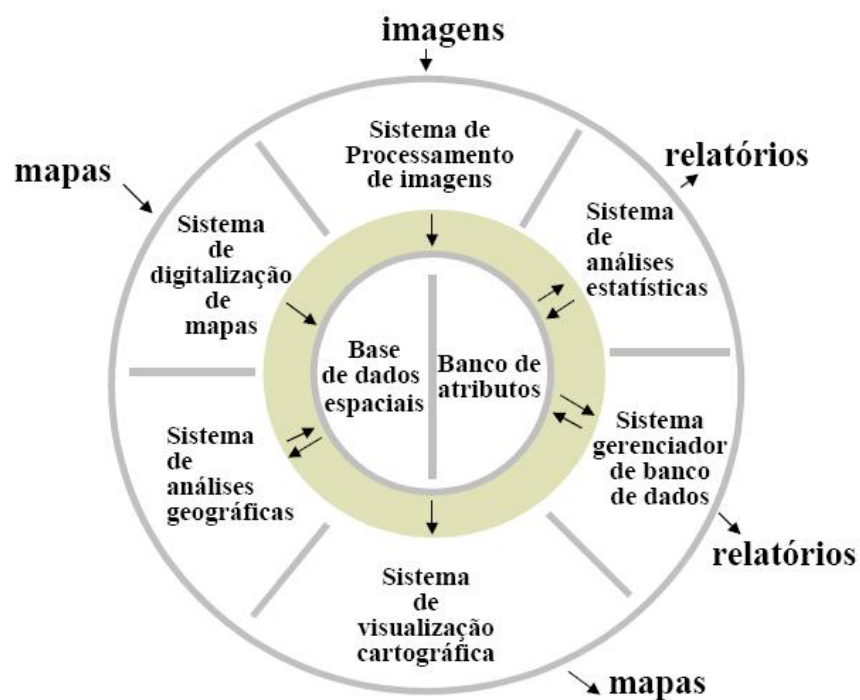 imagens
Sistema de
Processamento
de imagens
relatórios
mapas
Sistema
de
digitalização
de
mapas
Sistema
de
análises
estatísticas
Base
de dados
espaciais
Banco de
atributos
Sistema
de
análises
geográficas
Sistema
gerenciador
de banco
de dados
relatórios
Sistema
de
visualização
cartográfica
mapas